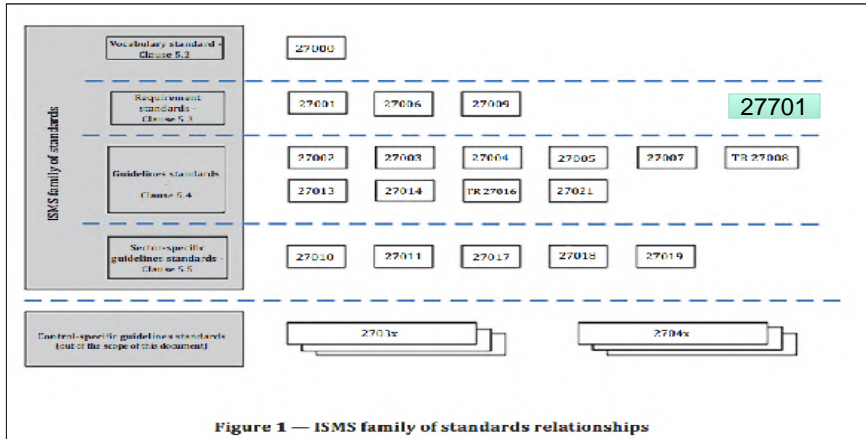 Vocabulary standard -
Clause 5.2
27000
Requirement
standards -
Clause 5.3
27001 27006 27009
27701
ISMS family of standards
Guidelines standards
-
Clause 5.4
27002 27003 27004 27005 27007 TR 27008
27013 27014 TR 27016 27021
Sector-specific
guidelines standards -
Clause 5.5
27010 27011 27017 27018 27019
Control-specific guidelines standards
(out of the scope of this document)
2703x 2704x
Figure 1 — ISMS family of standards relationships